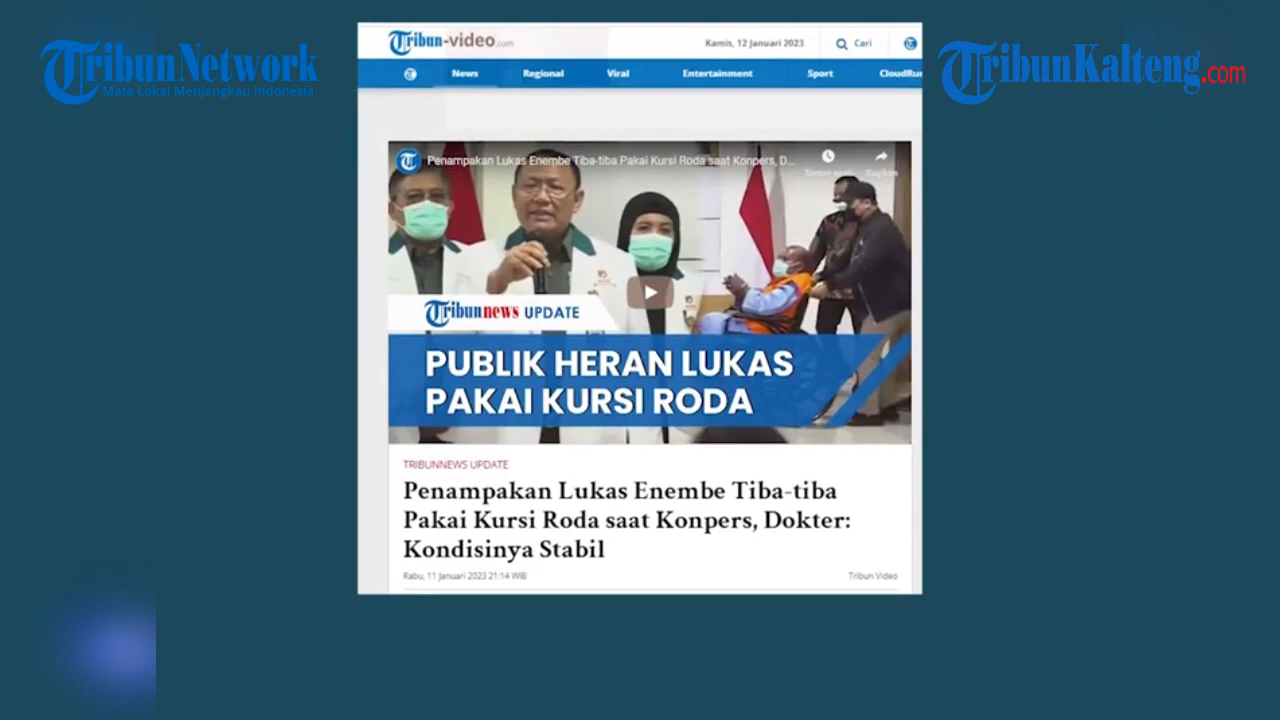 TribunNetwork
Mata Lokal Menjangkau Indonesia
TribunKalteng.com
Tribun-video.com
Kamis, 12 Januari 2023
Cari
News
Regional
Viral
Entertainment
Sport
Penampakan Lukas Enembe Tiba-tiba Pakai Kursi Roda saat Konpers, D...
Tribunnews UPDATE
PUBLIK HERAN LUKAS
PAKAI KURSI RODA
TRIBUNNEWS UPDATE
Penampakan Lukas Enembe Tiba-tiba
Pakai Kursi Roda saat Konpers, Dokter:
Kondisinya Stabil
Rabu, 11 Januari 2023 21:14 WIB
Tribun Video